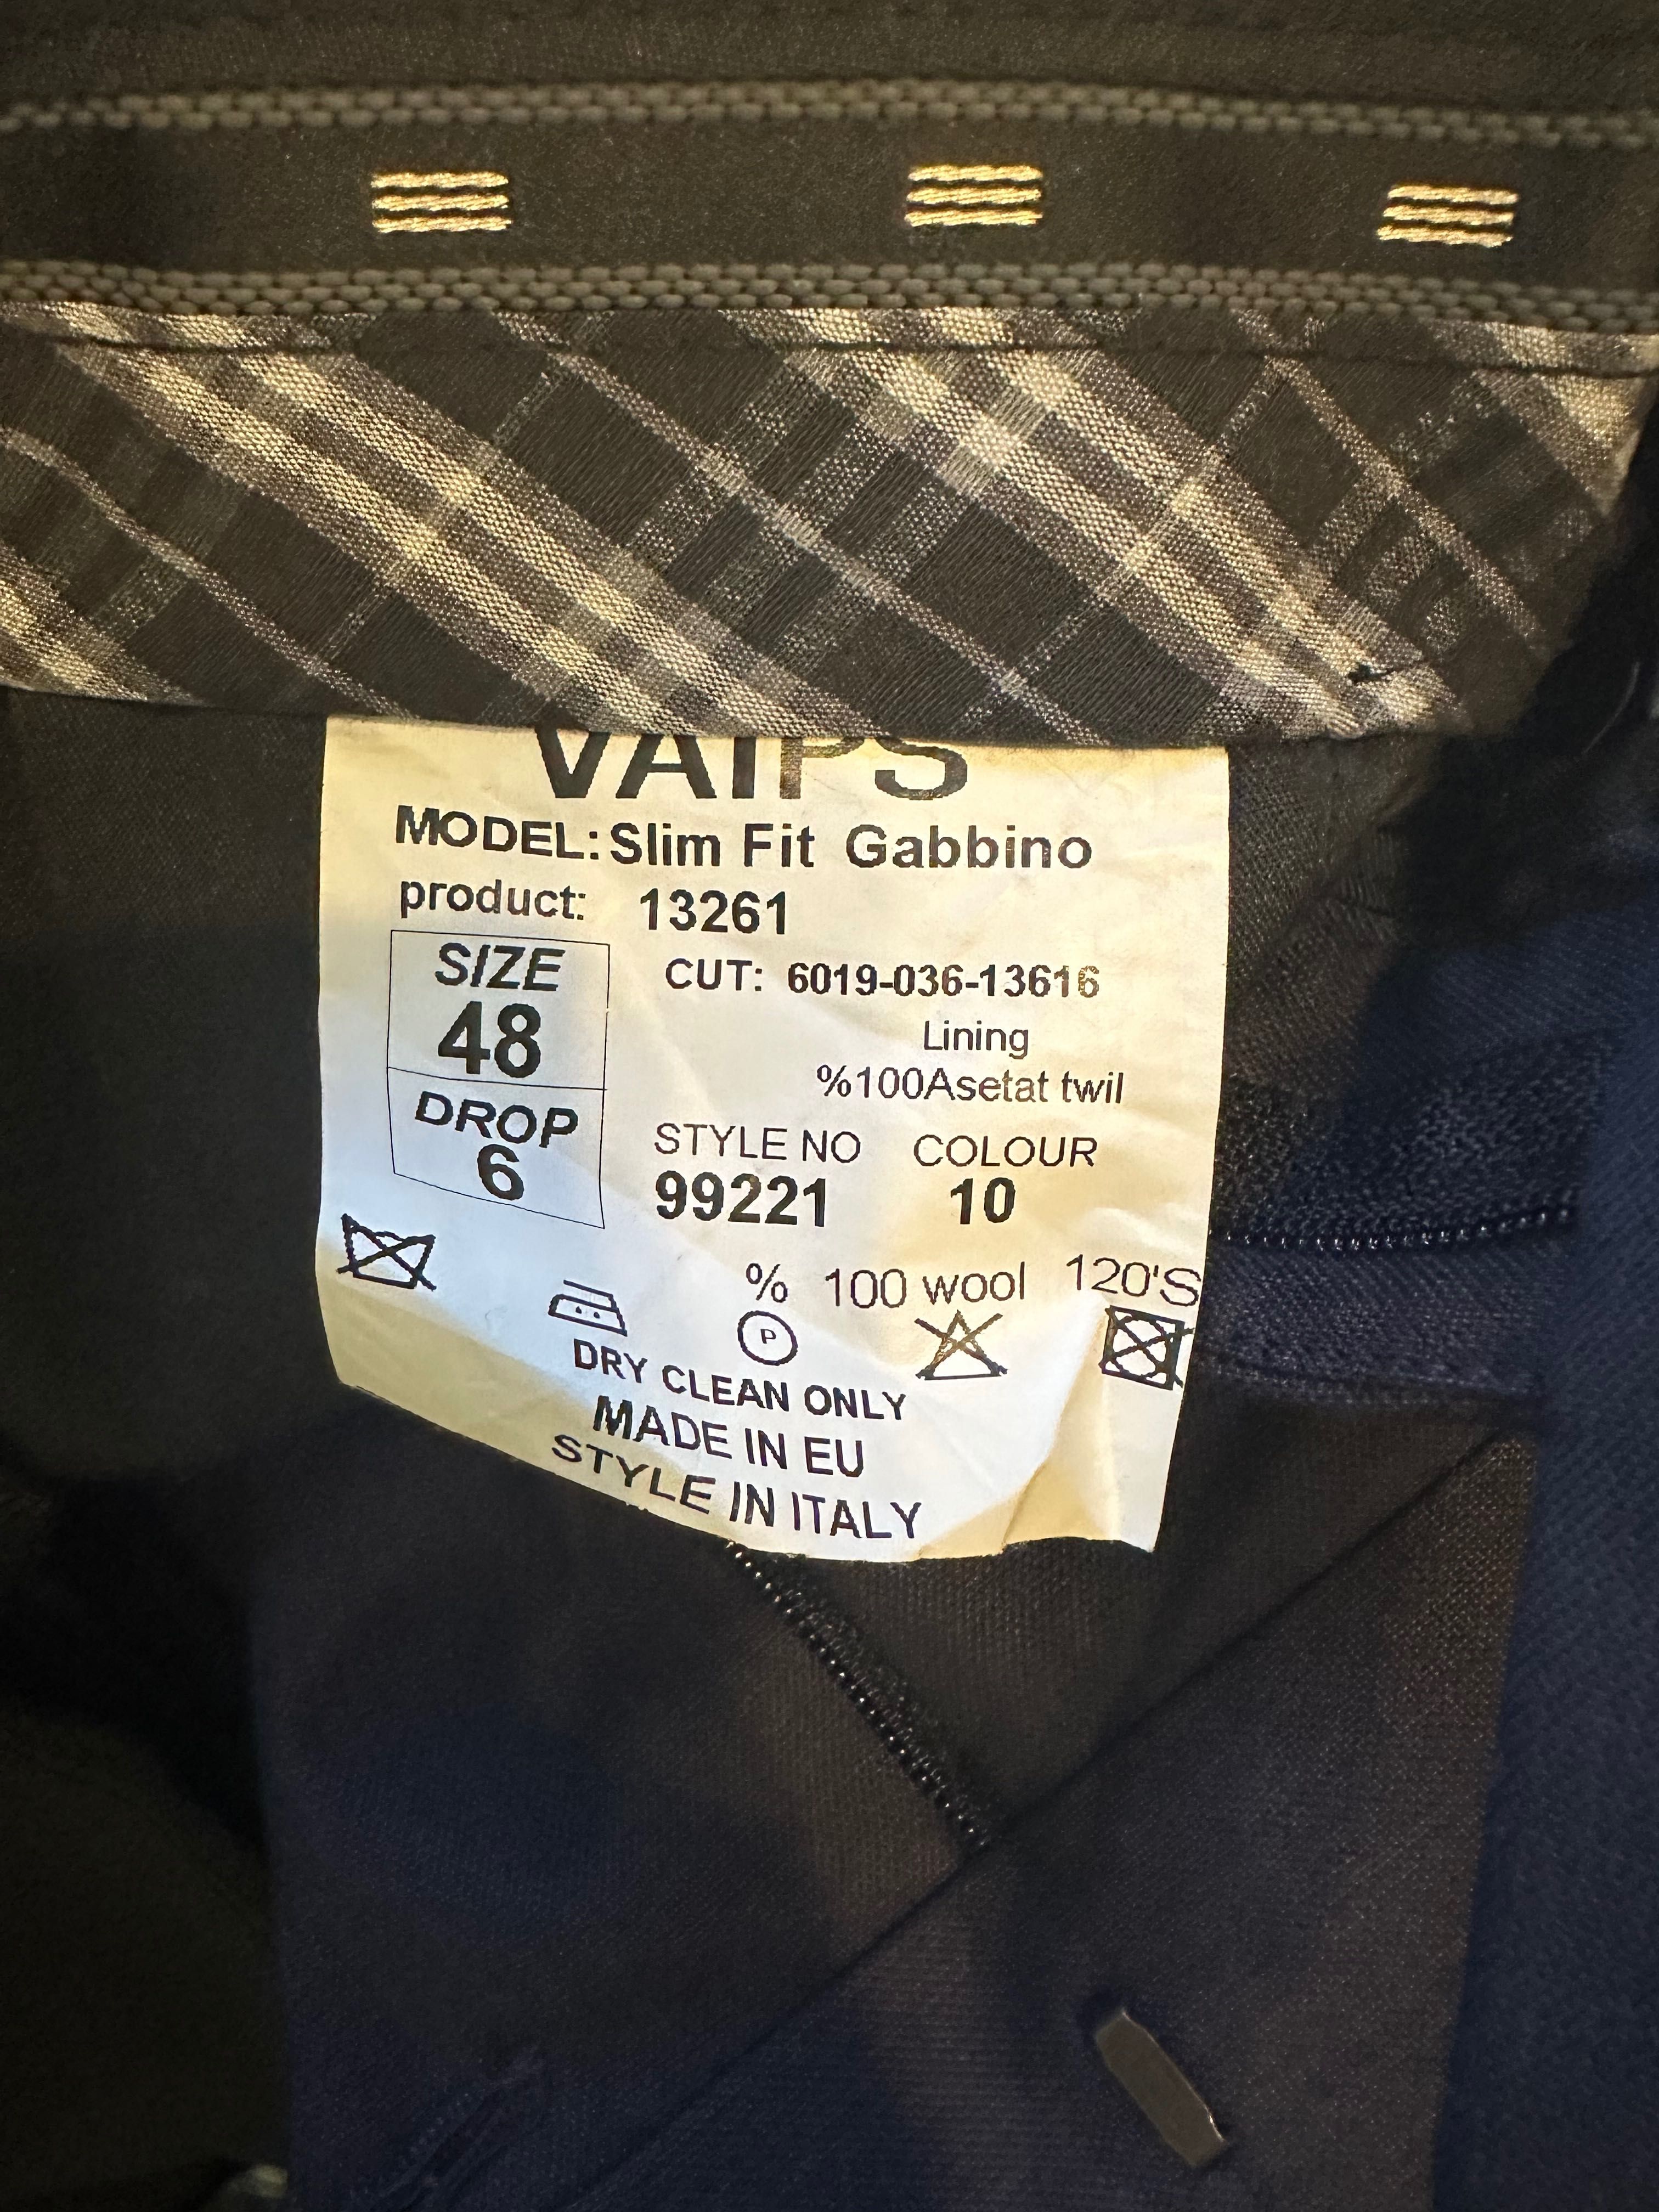 VAIPS
MODEL: Slim Fit Gabbino
product: 13261
SIZE
48
DROP
6
CUT: 6019-036-13616
Lining
%100Asetat twil
STYLE NO COLOUR
99221 10
% 100 wool 120'S
P
DRY CLEAN ONLY
MADE IN EU
STYLE IN ITALY